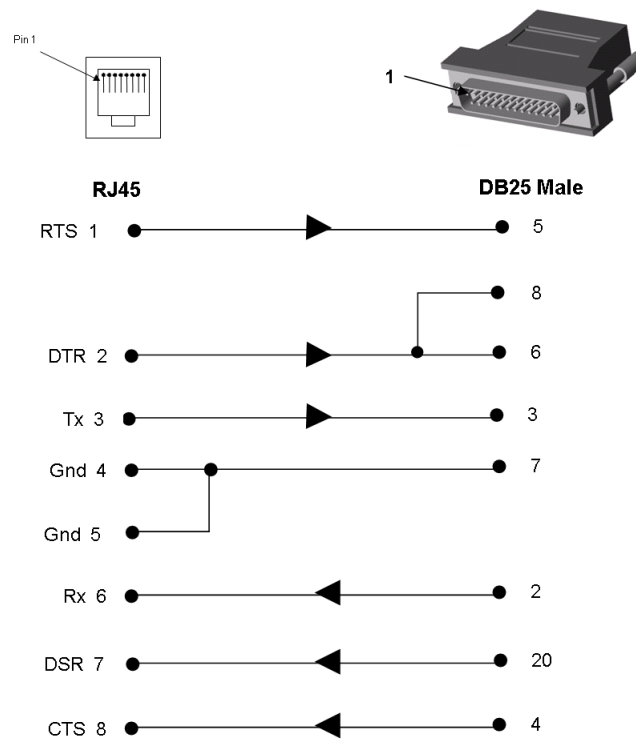 Pin 1
1
RJ45 DB25 Male
RTS 1 5
8
DTR 2 6
Tx 3 3
Gnd 4 7
Gnd 5
Rx 6 2
DSR 7 20
CTS 8 4